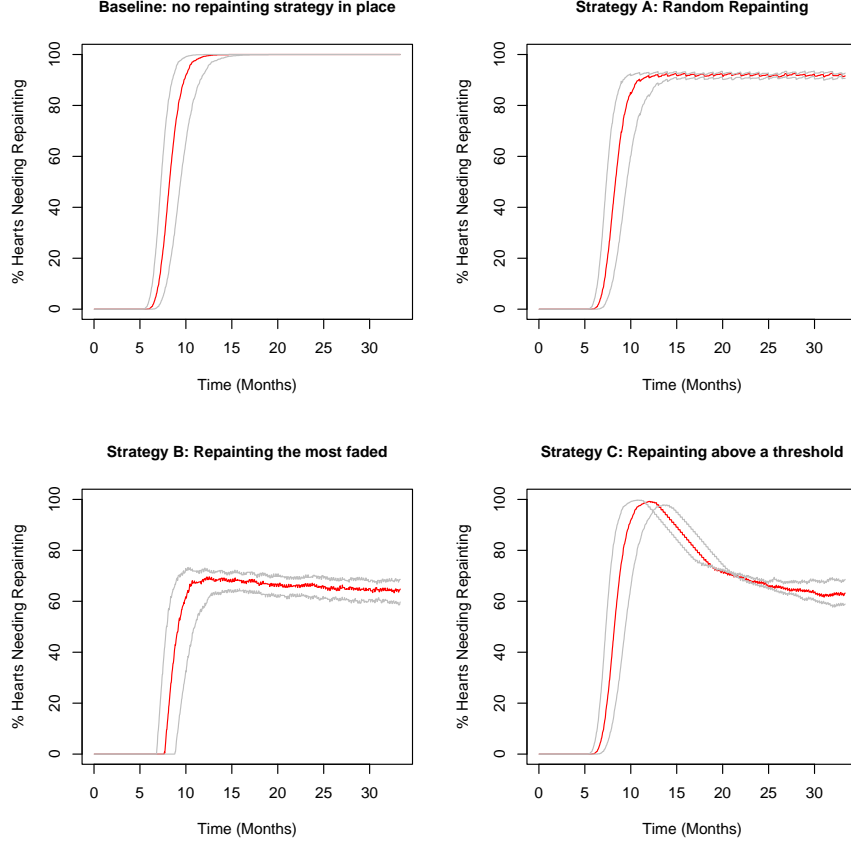 Baseline: no repainting strategy in place
% Hearts Needing Repainting
100
80
60
40
20
0
0 5 10 15 20 25 30
Time (Months)
Strategy A: Random Repainting
% Hearts Needing Repainting
100
80
60
40
20
0
0 5 10 15 20 25 30
Time (Months)
Strategy B: Repainting the most faded
% Hearts Needing Repainting
100
80
60
40
20
0
0 5 10 15 20 25 30
Time (Months)
Strategy C: Repainting above a threshold
% Hearts Needing Repainting
100
80
60
40
20
0
0 5 10 15 20 25 30
Time (Months)